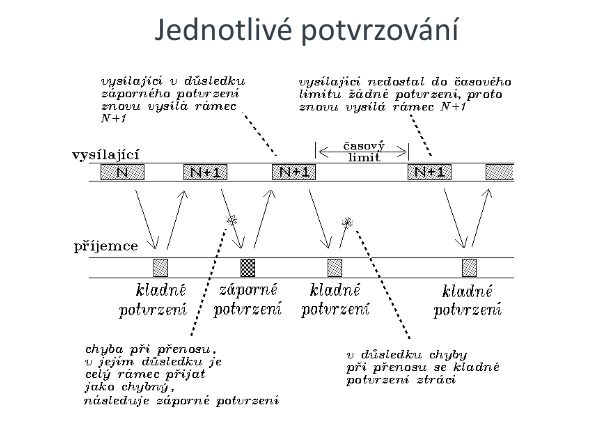 Jednotlivé potvrzování
vysílající v důsledku
záporného potvrzení
znovu vysílá rámec
N+1
vysílající nedostal do časového
limitu žádné potvrzení, proto
znovu vysílá rámec N+1
časový
limit
vysílající
N
N+1
N+1
N+1
příjemce
kladné
potvrzení
záporné
potvrzení
kladné
potvrzení
kladné
potvrzení
chyba při přenosu,
v jejím důsledku je
celý rámec přijat
jako chybný,
následuje záporné potvrzení
v důsledku chyby
při přenosu se kladné
potvrzení ztrácí